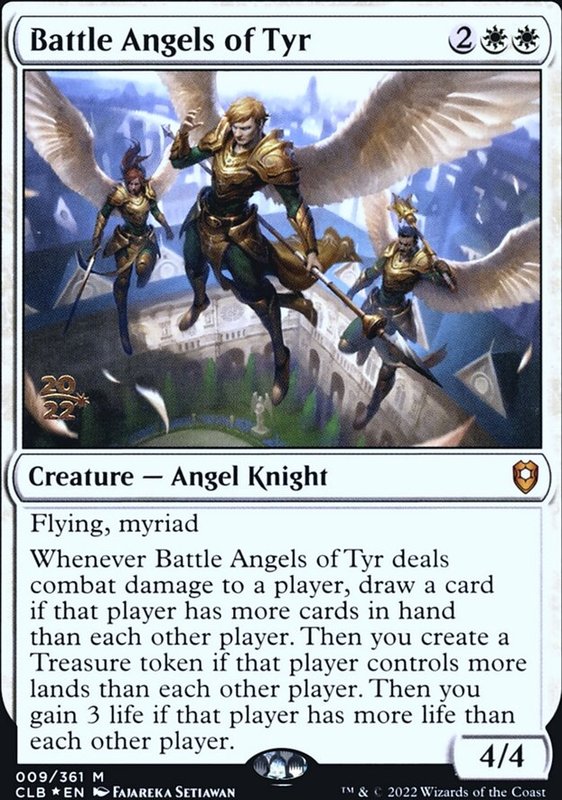 Battle Angels of Tyr 2
20
22
Creature — Angel Knight
Flying, myriad
Whenever Battle Angels of Tyr deals
combat damage to a player, draw a card
if that player has more cards in hand
than each other player. Then you create a
Treasure token if that player controls more
lands than each other player. Then you
gain 3 life if that player has more life than
each other player.
4/4
009/361 M
CLB ★ EN Fajareka Setiawan
™ & © 2022 Wizards of the Coast